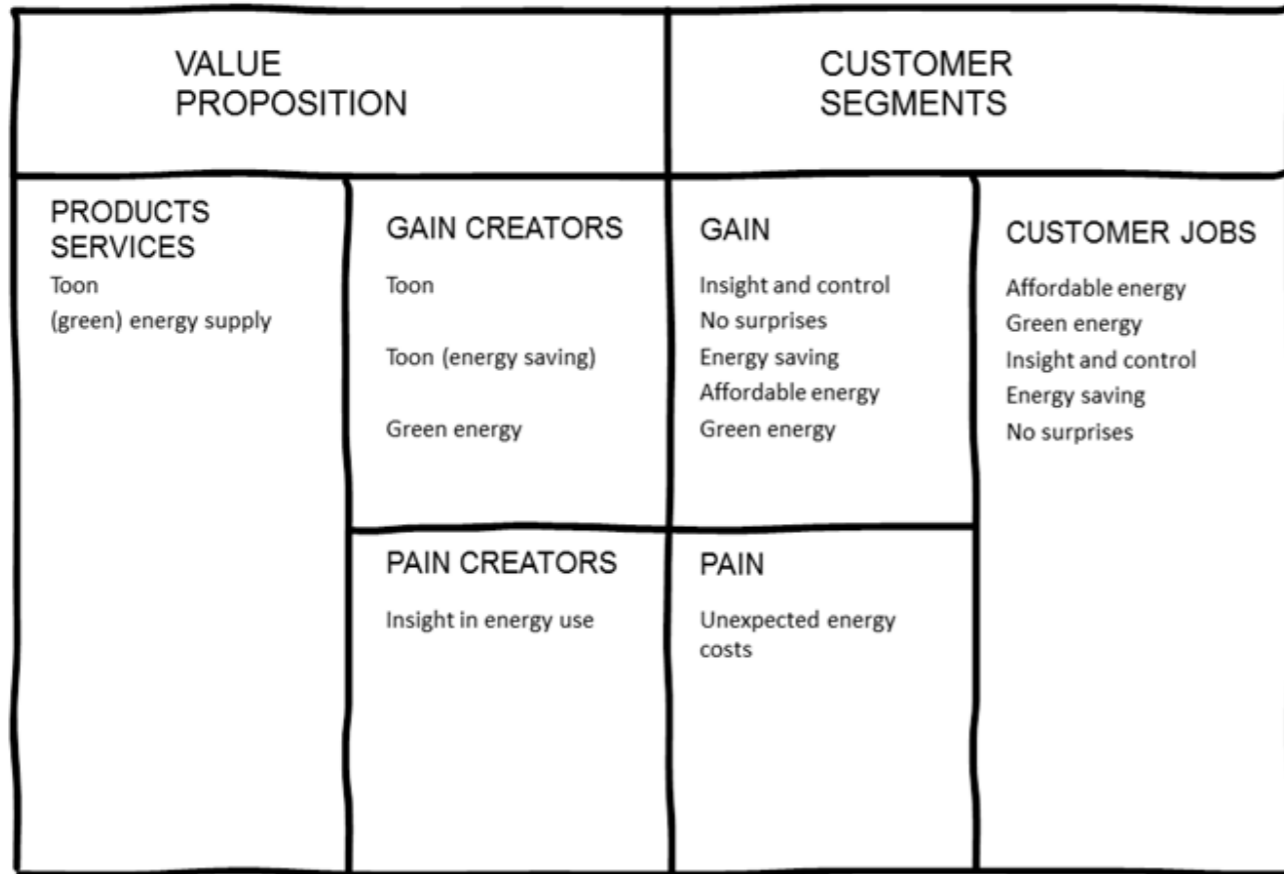 VALUE
PROPOSITION
CUSTOMER
SEGMENTS
PRODUCTS
SERVICES
Toon
(green) energy supply
GAIN CREATORS
Toon
Toon (energy saving)
Green energy
GAIN
Insight and control
No surprises
Energy saving
Affordable energy
Green energy
CUSTOMER JOBS
Affordable energy
Green energy
Insight and control
Energy saving
No surprises
PAIN CREATORS
Insight in energy use
PAIN
Unexpected energy
costs